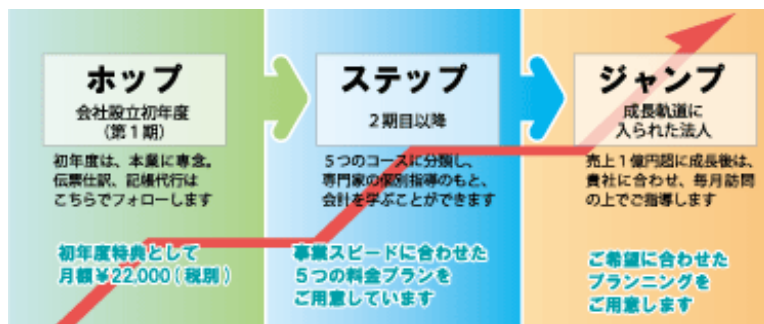 ホップ
会社設立初年度
(第1期)
初年度は、本業に専念。
伝票仕訳、記帳代行は
こちらでフォローします
初年度特典として
月額¥22,000(税別)
ステップ
2期目以降
5つのコースに分類し、
専門家の個別指導のもと、
会計を学ぶことができます
事業スピードに合わせた
5つの料金プランを
ご用意しています
ジャンプ
成長軌道に
入られた法人
売上1億円超に成長後は、
貴社に合わせ、毎月訪問
の上でご指導します
ご希望に合わせた
プランニングを
ご用意します